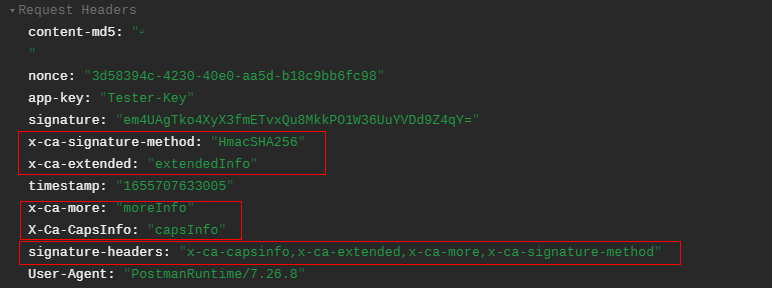 ▾Request Headers
content-md5: "↲
"
nonce: "3d58394c-4230-40e0-aa5d-b18c9bb6fc98"
app-key: "Tester-Key"
signature: "em4UAgTko4XyX3fmETvxQu8MkkPO1W36UuYVDd9Z4qY="
x-ca-signature-method: "HmacSHA256"
x-ca-extended: "extendedInfo"
timestamp: "1655707633005"
x-ca-more: "moreInfo"
X-Ca-CapsInfo: "capsInfo"
signature-headers: "x-ca-capsinfo,x-ca-extended,x-ca-more,x-ca-signature-method"
User-Agent: "PostmanRuntime/7.26.8"